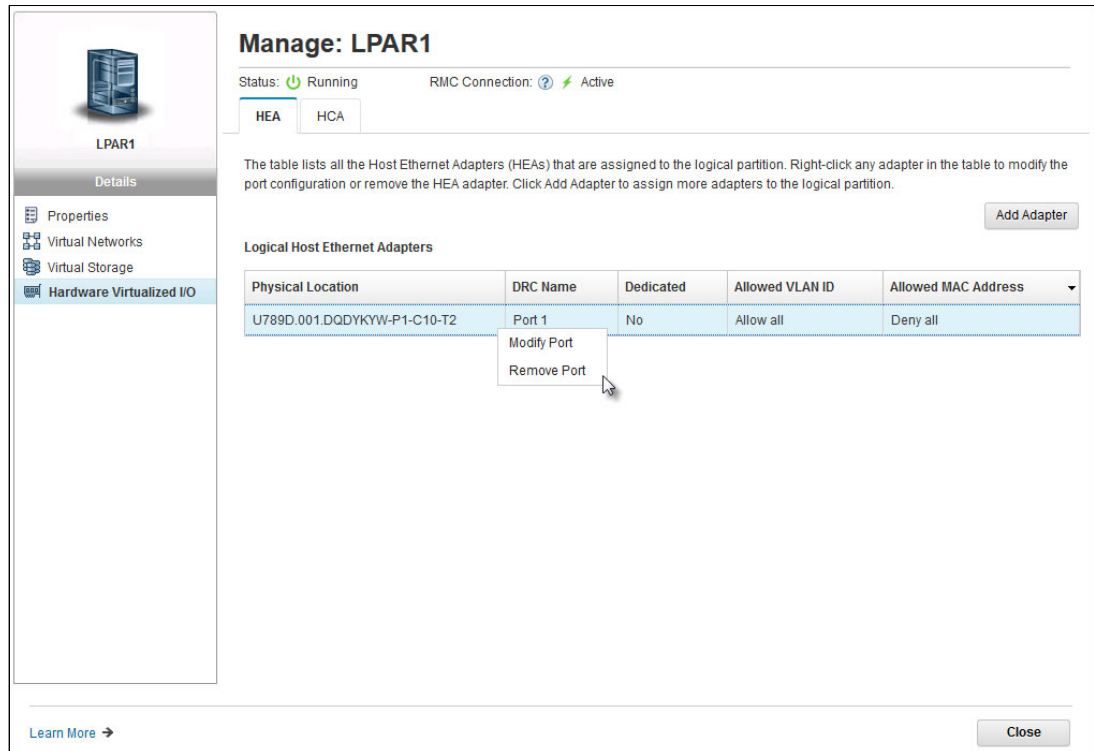 Manage: LPAR1
Status: Running RMC Connection: ? Active
HEA HCA
LPAR1
Details
Properties
Virtual Networks
Virtual Storage
Hardware Virtualized I/O
The table lists all the Host Ethernet Adapters (HEAs) that are assigned to the logical partition. Right-click any adapter in the table to modify the
port configuration or remove the HEA adapter. Click Add Adapter to assign more adapters to the logical partition.
Add Adapter
Logical Host Ethernet Adapters
Physical Location DRC Name Dedicated Allowed VLAN ID Allowed MAC Address
U789D.001.DQDYKYW-P1-C10-T2 Port 1 No Allow all Deny all
Modify Port
Remove Port
Learn More
Close